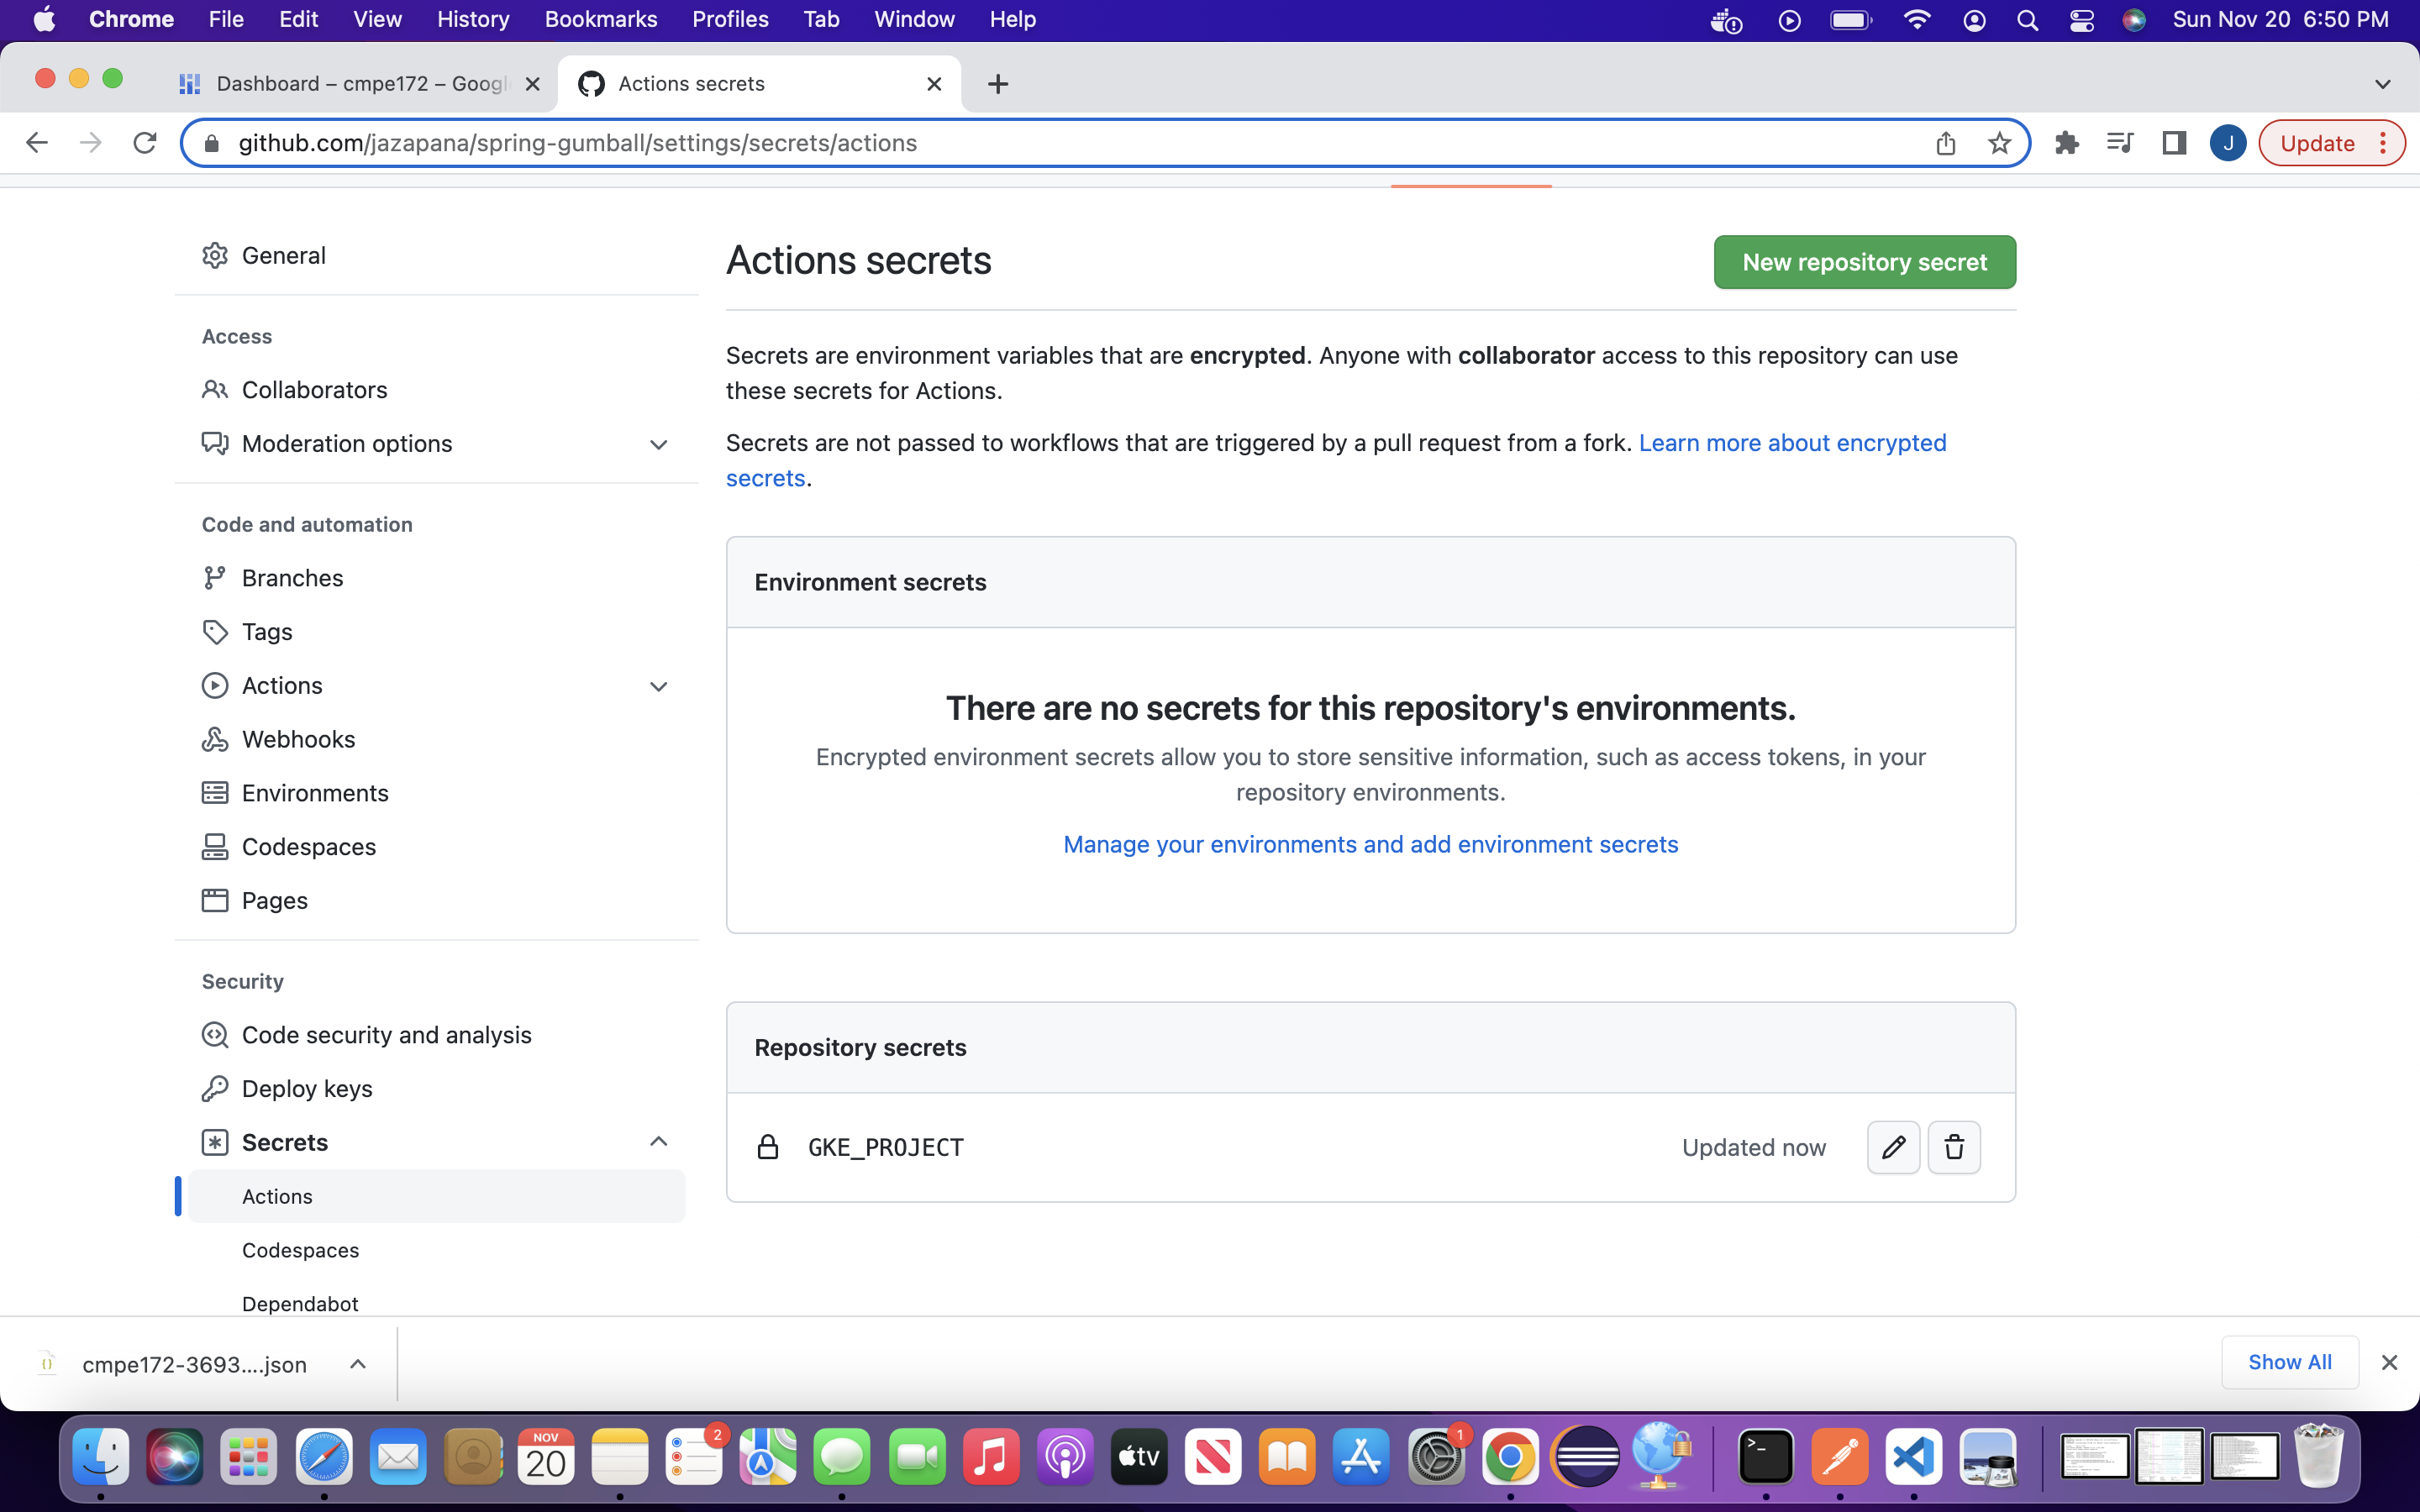 Chrome File Edit View History Bookmarks Profiles Tab Window Help Sun Nov 20 6:50 PM
Dashboard – cmpe172 – Googl Actions secrets
github.com/jazapana/spring-gumball/settings/secrets/actions J Update
General
Access
Collaborators
Moderation options
Code and automation
Branches
Tags
Actions
Webhooks
Environments
Codespaces
Pages
Security
Code security and analysis
Deploy keys
Secrets
Actions
Codespaces
Dependabot
Actions secrets
New repository secret
Secrets are environment variables that are encrypted. Anyone with collaborator access to this repository can use
these secrets for Actions.
Secrets are not passed to workflows that are triggered by a pull request from a fork. Learn more about encrypted
secrets.
Environment secrets
There are no secrets for this repository's environments.
Encrypted environment secrets allow you to store sensitive information, such as access tokens, in your
repository environments.
Manage your environments and add environment secrets
Repository secrets
GKE_PROJECT Updated now
cmpe172-3693....json Show All
NOV
20
2
tv
1